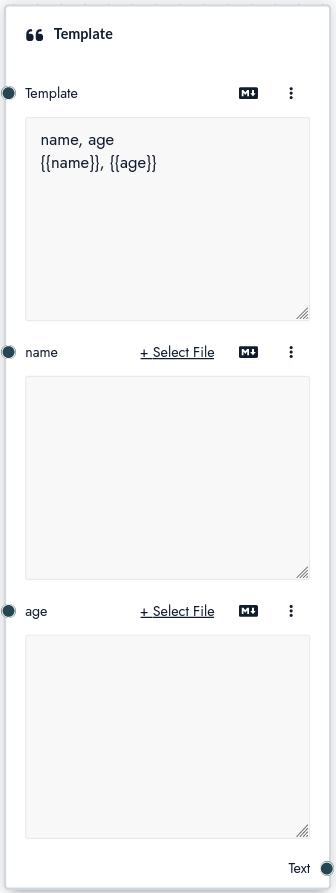 Template
Template
name, age
{{name}}, {{age}}
name + Select File
age + Select File
Text